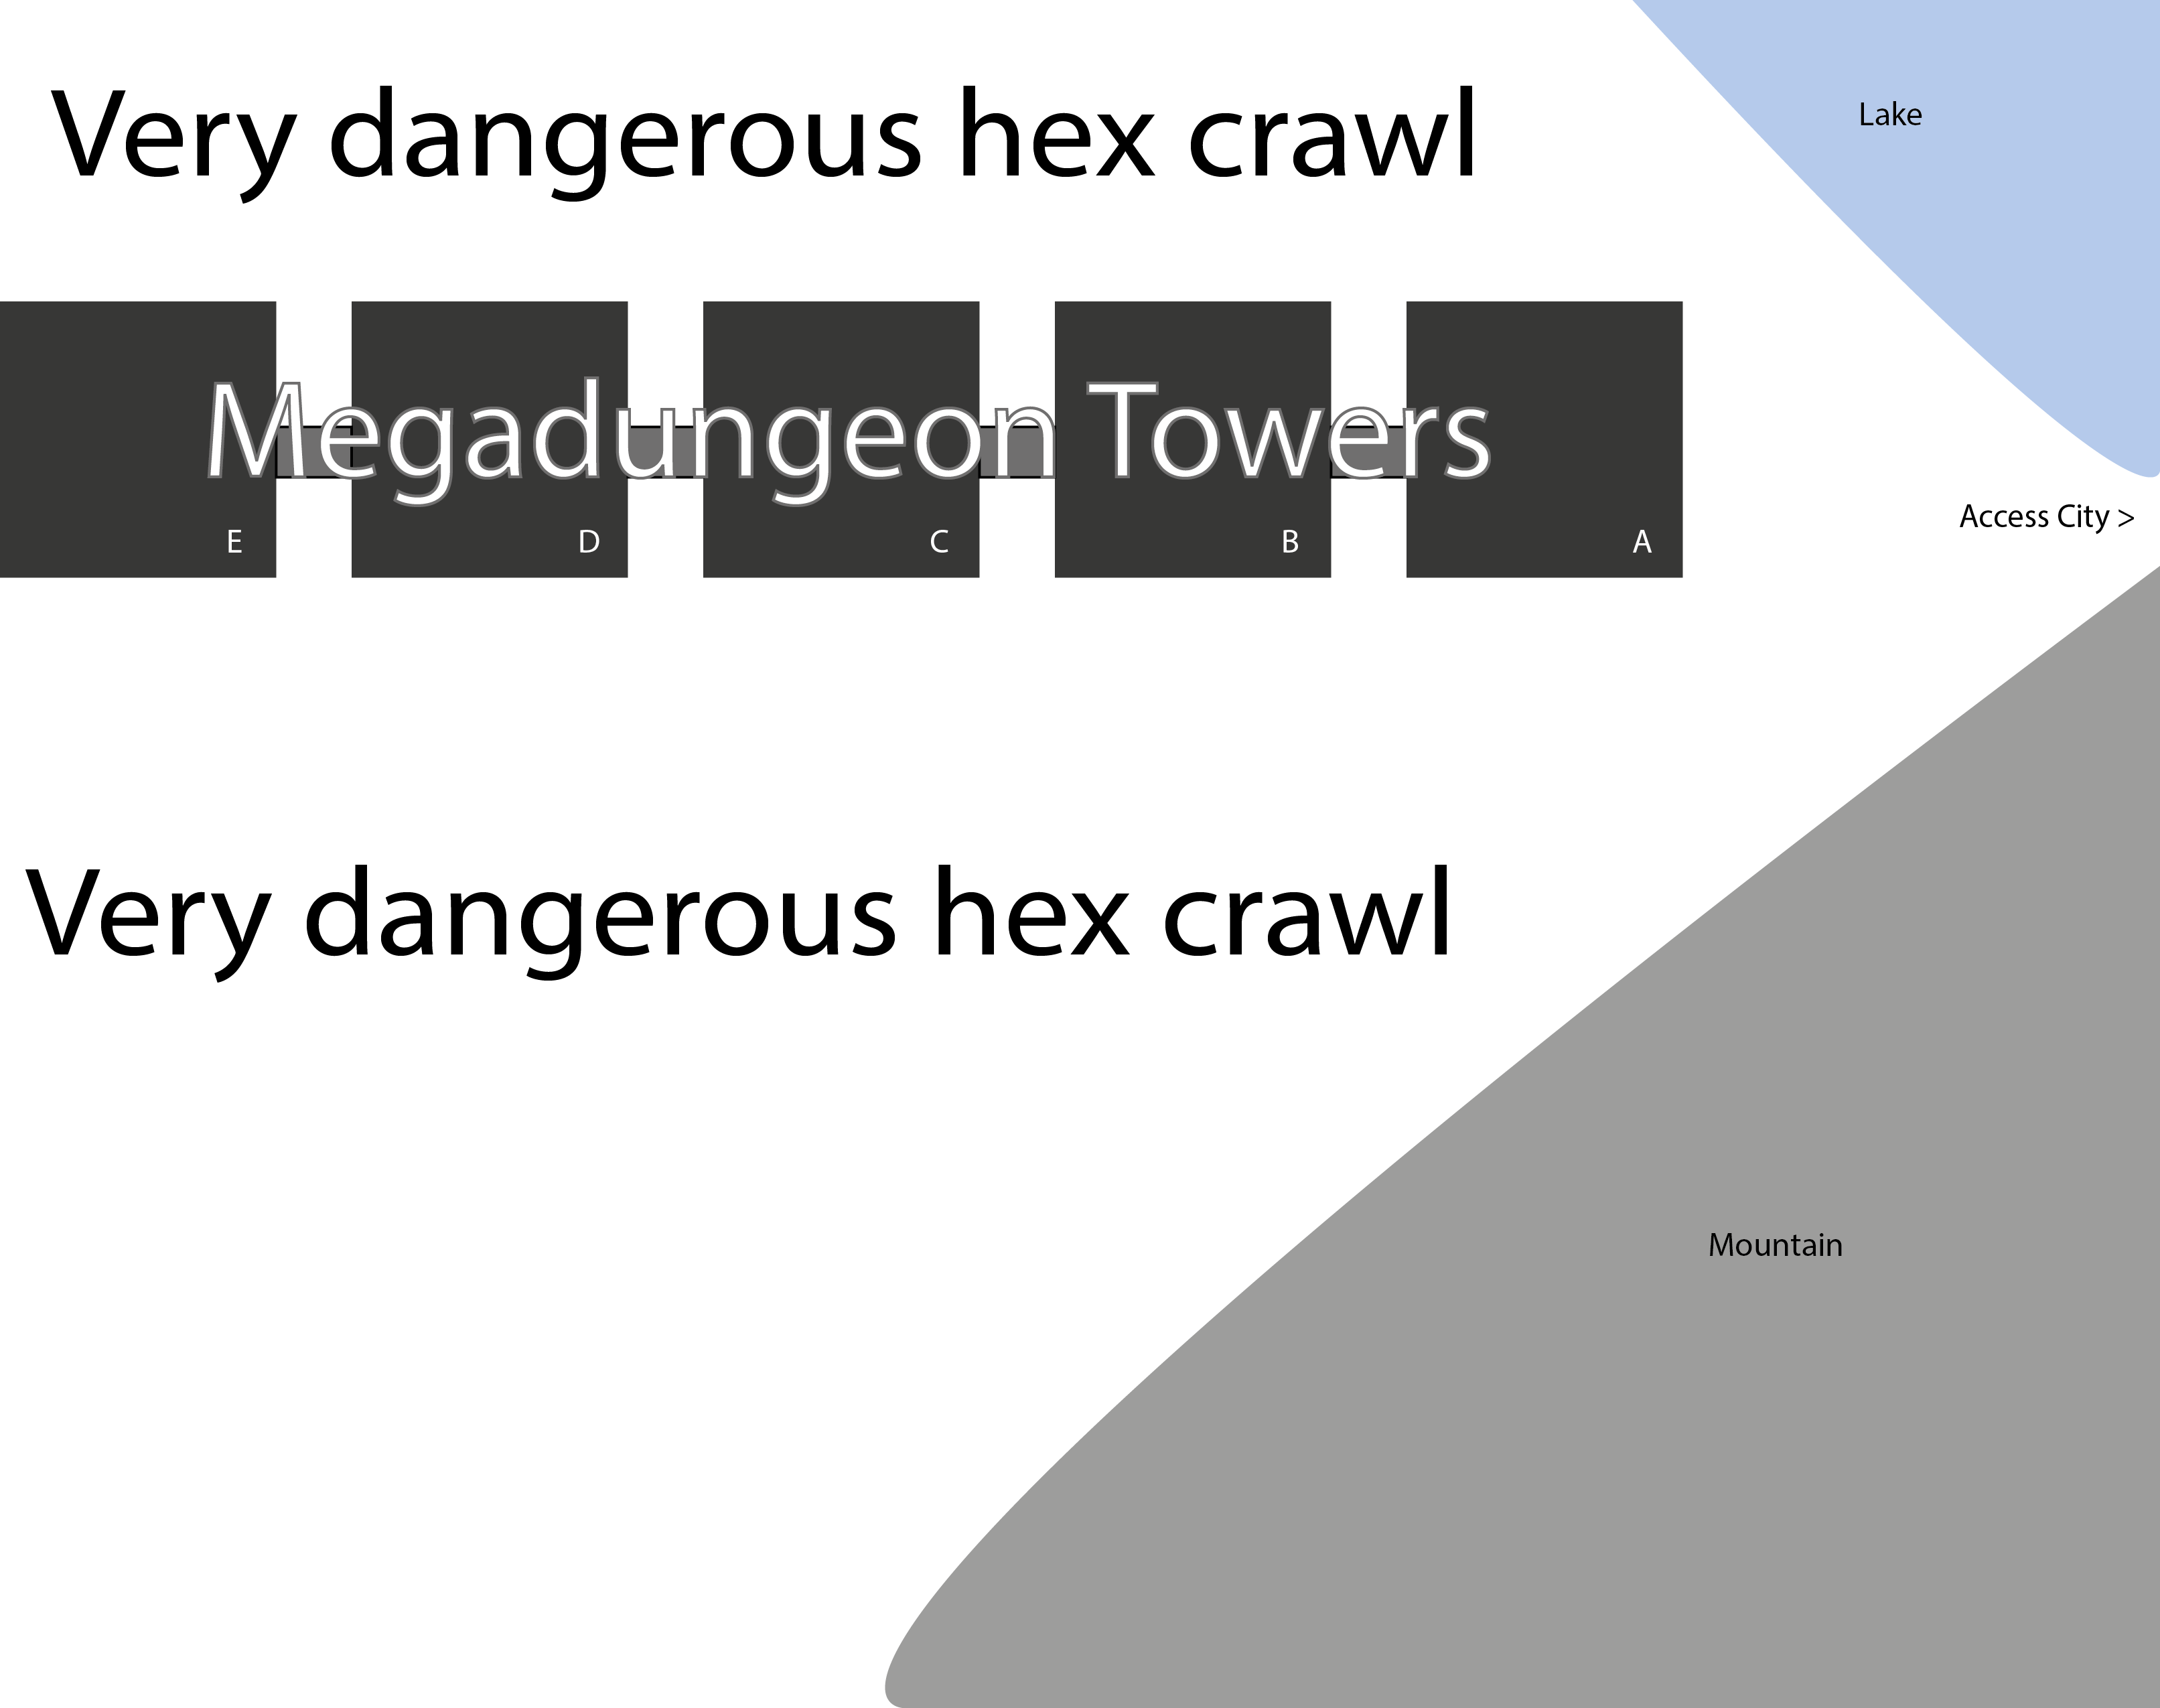 Very dangerous hex crawl
Lake
Megadungeon Towers
Access City >
E
D
C
B
A
Very dangerous hex crawl
Mountain